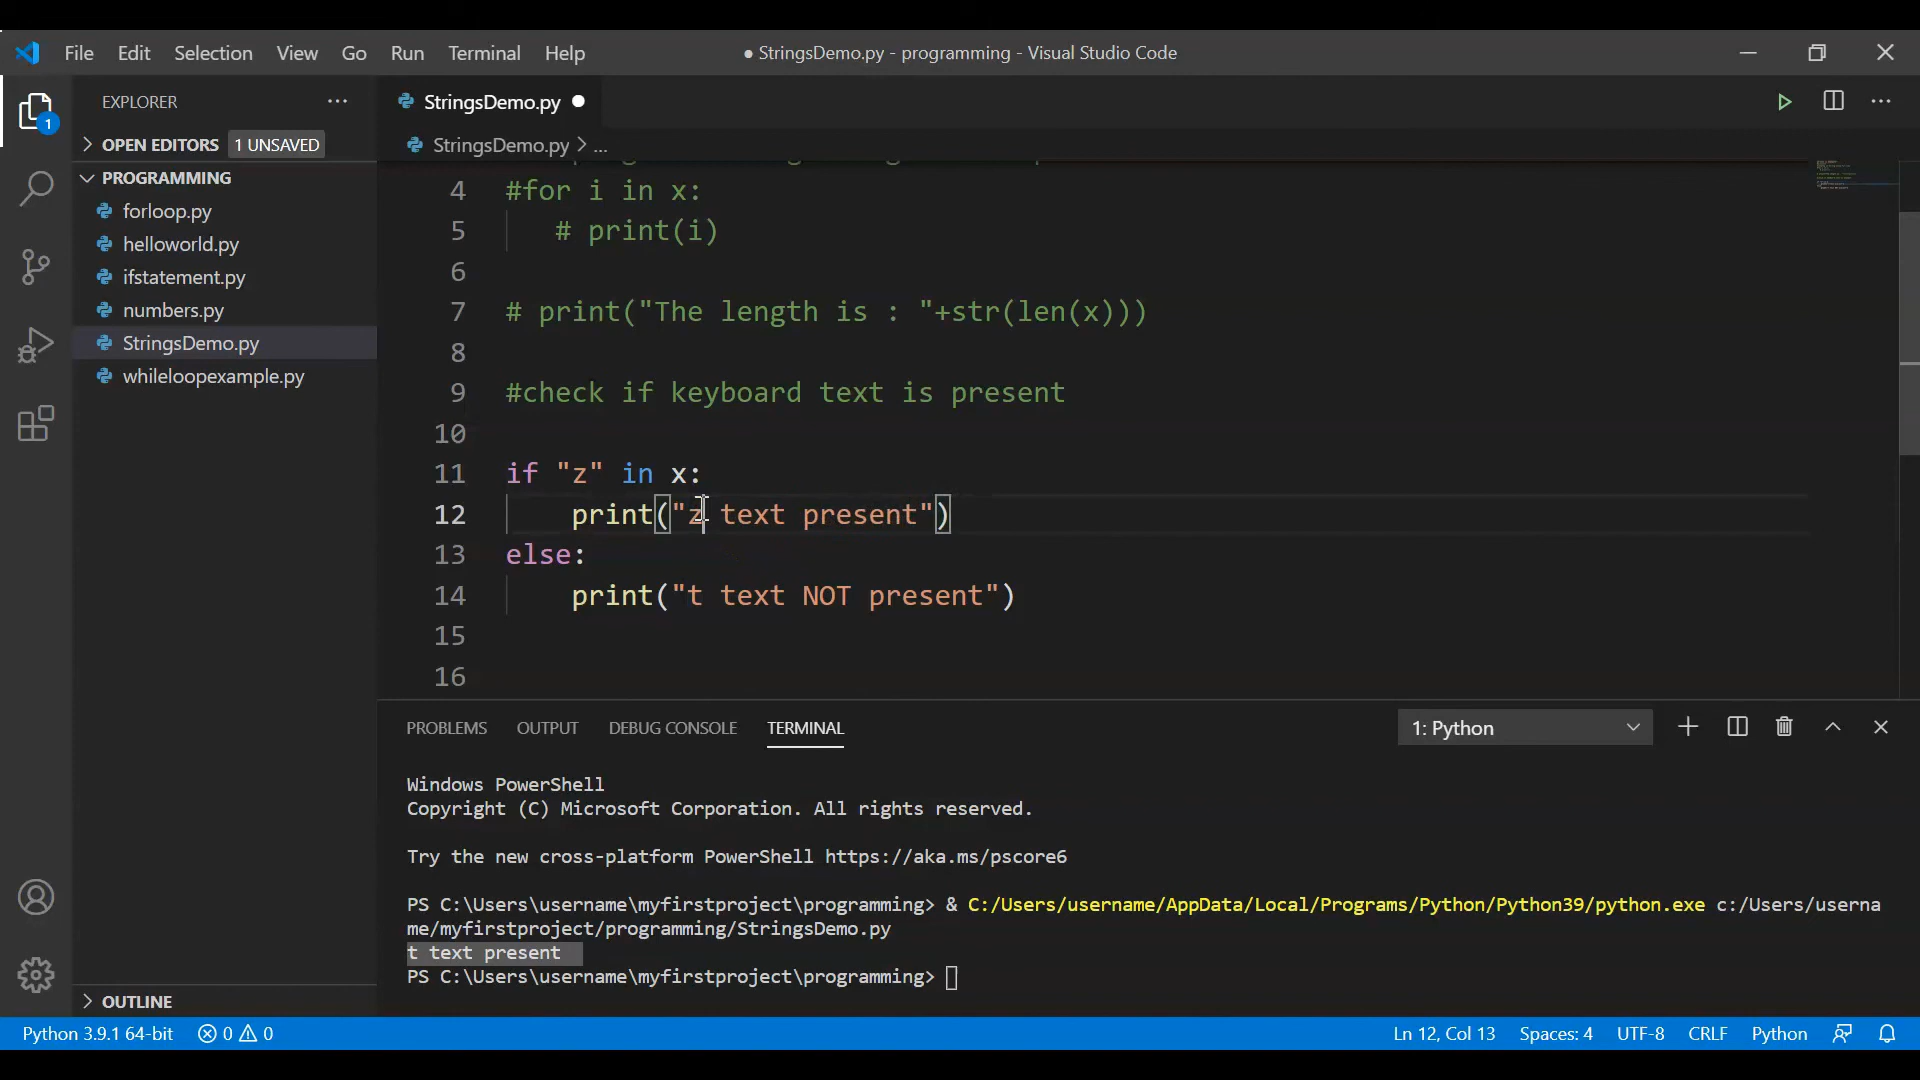 File Edit Selection View Go Run Terminal Help
● StringsDemo.py - programming - Visual Studio Code
EXPLORER
OPEN EDITORS 1 UNSAVED
PROGRAMMING
forloop.py
helloworld.py
ifstatement.py
numbers.py
StringsDemo.py
whileloopexample.py
OUTLINE
1
StringsDemo.py
StringsDemo.py > ...
4 #for i in x:
5 # print(i)
6
7 # print("The length is : "+str(len(x)))
8
9 #check if keyboard text is present
10
11 if "z" in x:
12 print("z text present")
13 else:
14 print("t text NOT present")
15
16
PROBLEMS OUTPUT DEBUG CONSOLE TERMINAL
1: Python
Windows PowerShell
Copyright (C) Microsoft Corporation. All rights reserved.
Try the new cross-platform PowerShell https://aka.ms/pscore6
PS C:\Users\username\myfirstproject\programming> & C:/Users/username/AppData/Local/Programs/Python/Python39/python.exe c:/Users/userna
me/myfirstproject/programming/StringsDemo.py
t text present
PS C:\Users\username\myfirstproject\programming>
Python 3.9.1 64-bit 0 0
Ln 12, Col 13 Spaces: 4 UTF-8 CRLF Python